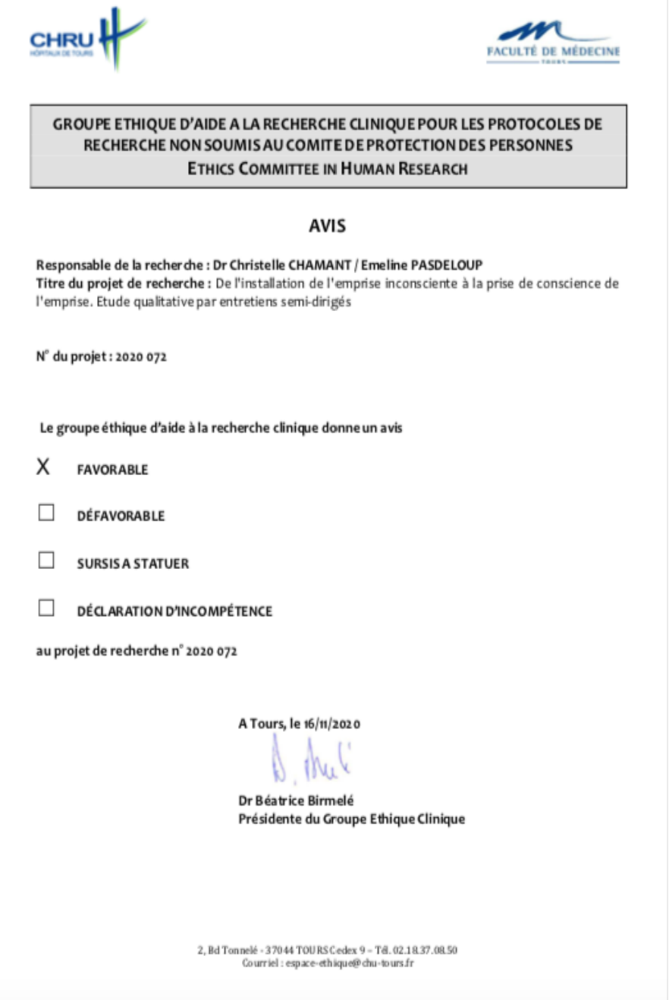 CHRU
HÔPITAUX DE TOURS
FACULTÉ DE MÉDECINE
TOURS
GROUPE ETHIQUE D'AIDE A LA RECHERCHE CLINIQUE POUR LES PROTOCOLES DE
RECHERCHE NON SOUMIS AU COMITE DE PROTECTION DES PERSONNES
ETHICS COMMITTEE IN HUMAN RESEARCH
AVIS
Responsable de la recherche : Dr Christelle CHAMANT / Emeline PASDELOUP
Titre du projet de recherche : De l'installation de l'emprise inconsciente à la prise de conscience de
l'emprise. Etude qualitative par entretiens semi-dirigés
N° du projet : 2020 072
Le groupe éthique d'aide à la recherche clinique donne un avis
X FAVORABLE
☐ DÉFAVORABLE
☐ SURSIS A STATUER
☐ DÉCLARATION D'INCOMPÉTENCE
au projet de recherche n° 2020 072
A Tours, le 16/11/2020
Dr Béatrice Birmelé
Présidente du Groupe Ethique Clinique
2, Bd Tonnelé - 37044 TOURS Cedex 9 – Tél. 02.18.37.08.50
Courriel : espace-ethique@chu-tours.fr